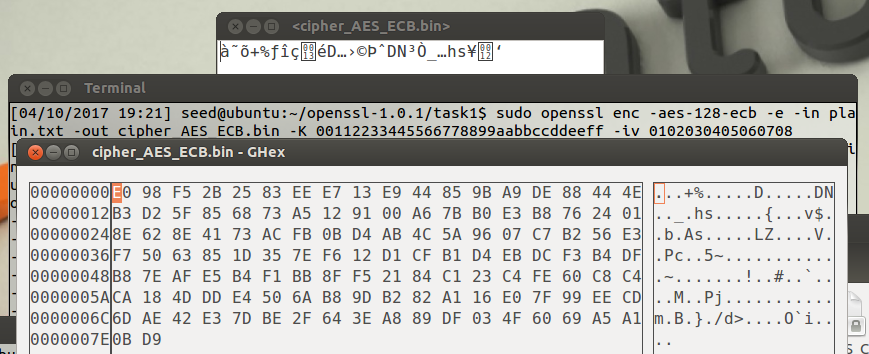 <cipher_AES_ECB.bin>
à˜õ+%ƒîç0013éD…›©ÞˆDN³Ò_…hs¥0012‘
Terminal
[04/10/2017 19:21] seed@ubuntu:~/openssl-1.0.1/task1$ sudo openssl enc -aes-128-ecb -e -in pla
in.txt -out cipher_AES_ECB.bin -K 00112233445566778899aabbccddeeff -iv 0102030405060708
cipher_AES_ECB.bin - GHex
00000000 E0 98 F5 2B 25 83 EE E7 13 E9 44 85 9B A9 DE 88 44 4E ...+%.....D.....DN
00000012 B3 D2 5F 85 68 73 A5 12 91 00 A6 7B B0 E3 B8 76 24 01 .._.hs.....{...v$.
00000024 8E 62 8E 41 73 AC FB 0B D4 AB 4C 5A 96 07 C7 B2 56 E3 .b.As.....LZ....V.
00000036 F7 50 63 85 1D 35 7E F6 12 D1 CF B1 D4 EB DC F3 B4 DF .Pc..5~...........
00000048 B8 7E AF E5 B4 F1 BB 8F F5 21 84 C1 23 C4 FE 60 C8 C4 .~.......!..#..`..
0000005A CA 18 4D DD E4 50 6A B8 9D B2 82 A1 16 E0 7F 99 EE CD ..M..Pj...........
0000006C 6D AE 42 E3 7D BE 2F 64 3E A8 89 DF 03 4F 60 69 A5 A1 m.B.}./d>....O`i..
0000007E 0B D9 ..